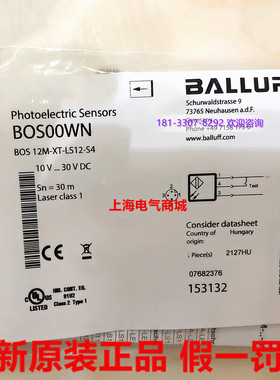 BALLUFF
Schurwaldstrasse 9
73765 Neuhausen a.d.F.
181-3307-8292 欢迎咨询
Phone +49 7158 173-0
www.balluff.com
Photoelectric Sensors
BOS00WN
BOS 12M-XT-LS12-S4
10 V... 30 V DC
Sn = 30 m
Laser class 1
Test
上海电气商城
Consider datasheet
Country of
Hungary
Piece(s)
2127HU
07682376
153132
C UL US
LISTED
IND. CONT. EQ.
81U2
Class 2 Type 1
新原装正品 假一罚